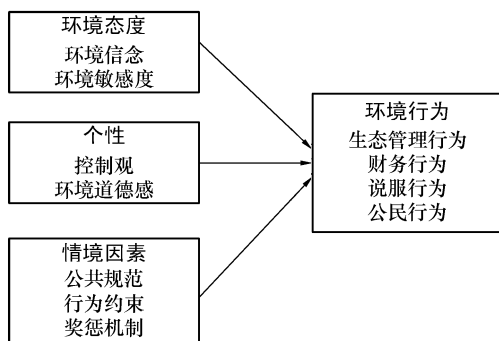 环境态度
环境信念
环境敏感度
个性
控制观
环境道德感
情境因素
公共规范
行为约束
奖惩机制
环境行为
生态管理行为
财务行为
说服行为
公民行为